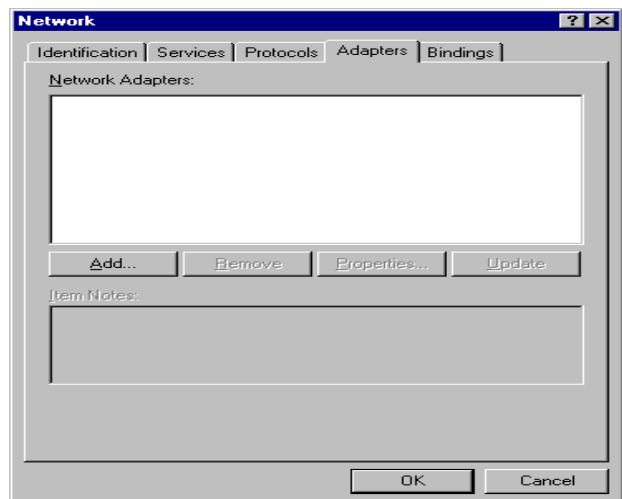 Network
Identification Services Protocols Adapters Bindings
Network Adapters:
Add... Remove Properties... Update
Item Notes:
OK Cancel